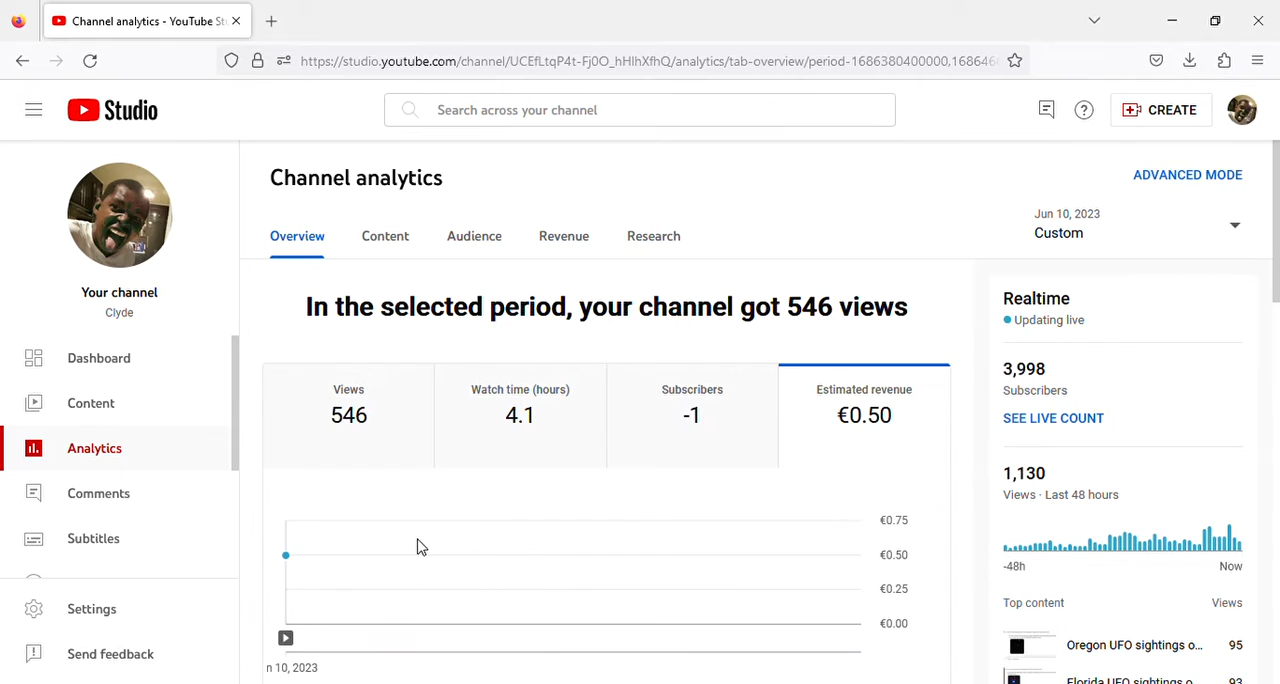 Channel analytics - YouTube St
https://studio.youtube.com/channel/UCEfLtqP4t-Fj0O_hHlhXfhQ/analytics/tab-overview/period-1686380400000,168646
Studio
Search across your channel
CREATE
Your channel
Clyde
Dashboard
Content
Analytics
Comments
Subtitles
Settings
Send feedback
Channel analytics
ADVANCED MODE
Jun 10, 2023
Custom
Overview
Content
Audience
Revenue
Research
In the selected period, your channel got 546 views
Views
546
Watch time (hours)
4.1
Subscribers
-1
Estimated revenue
€0.50
€0.75
€0.50
€0.25
€0.00
n 10, 2023
Realtime
Updating live
3,998
Subscribers
SEE LIVE COUNT
1,130
Views · Last 48 hours
-48h
Now
Top content
Views
Oregon UFO sightings o...
95
Florida UFO sightings o
93